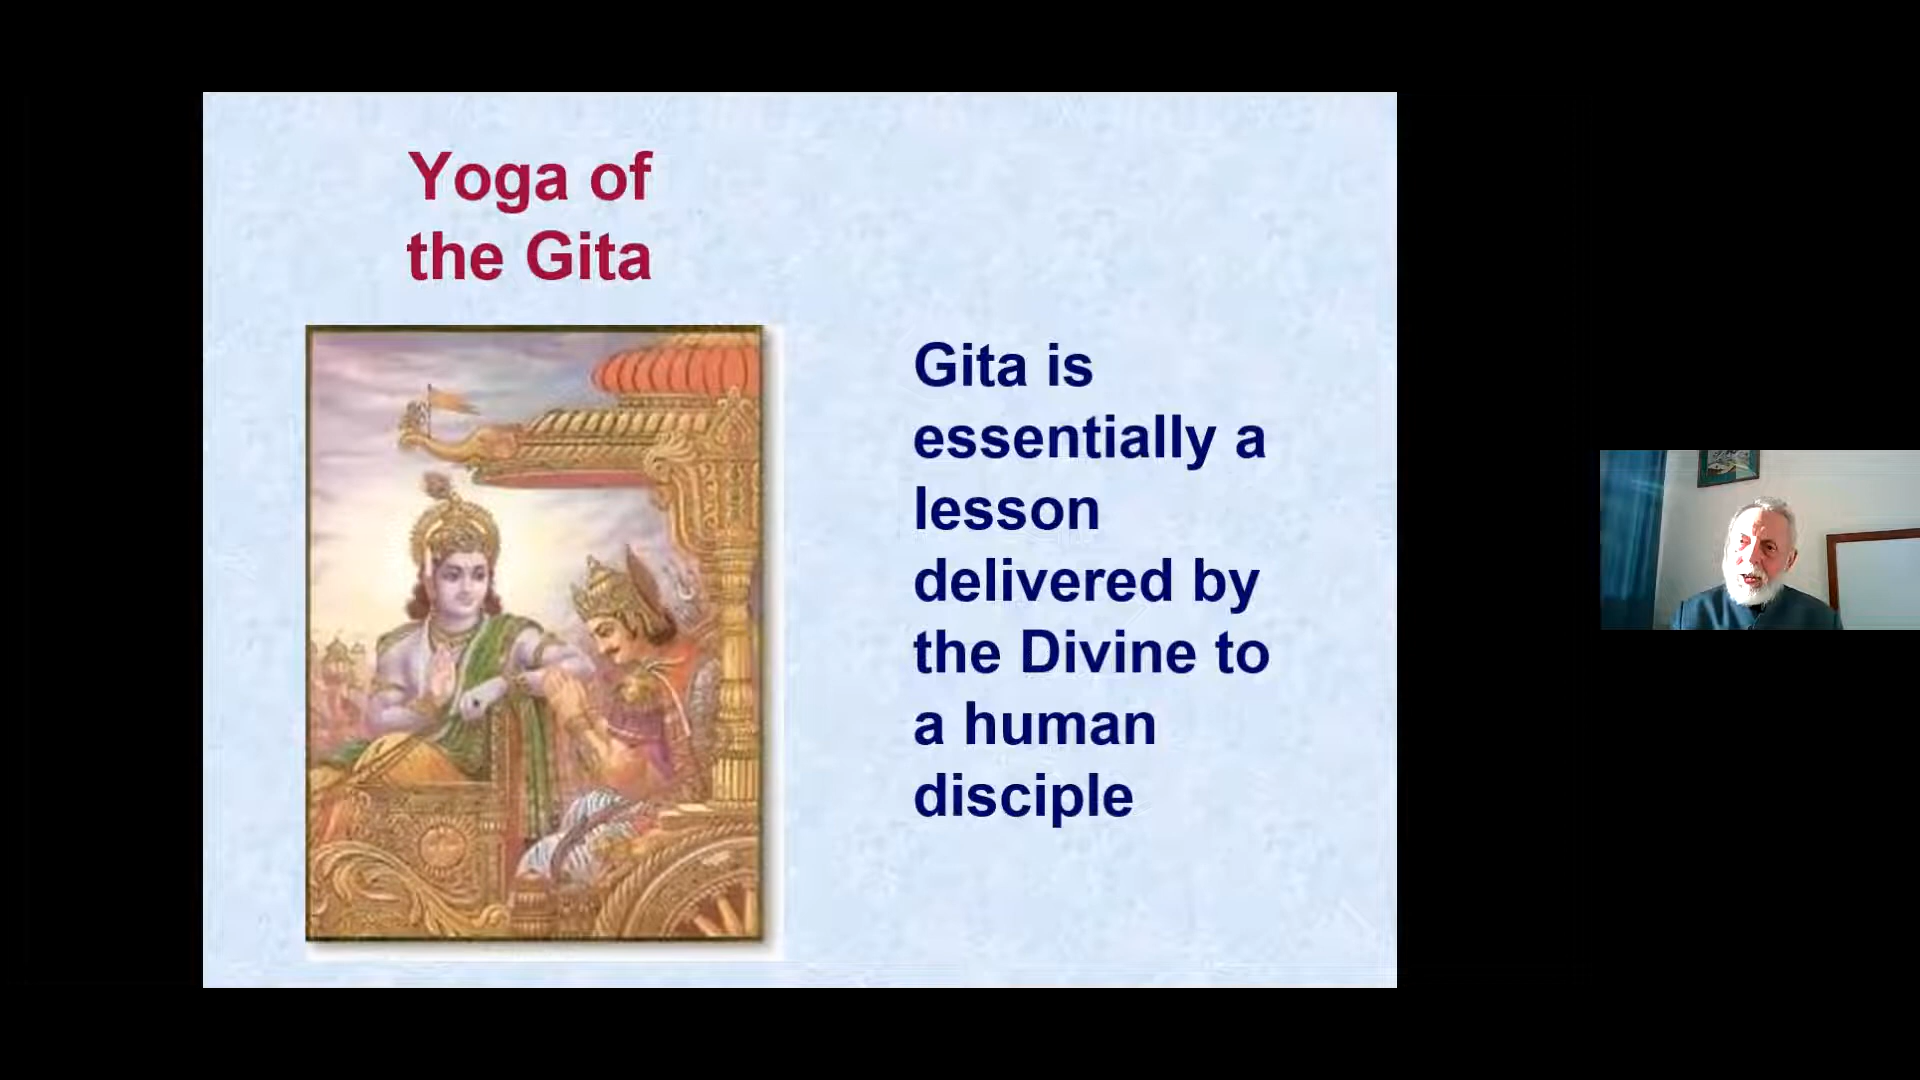 Yoga of
the Gita
Gita is
essentially a
lesson
delivered by
the Divine to
a human
disciple